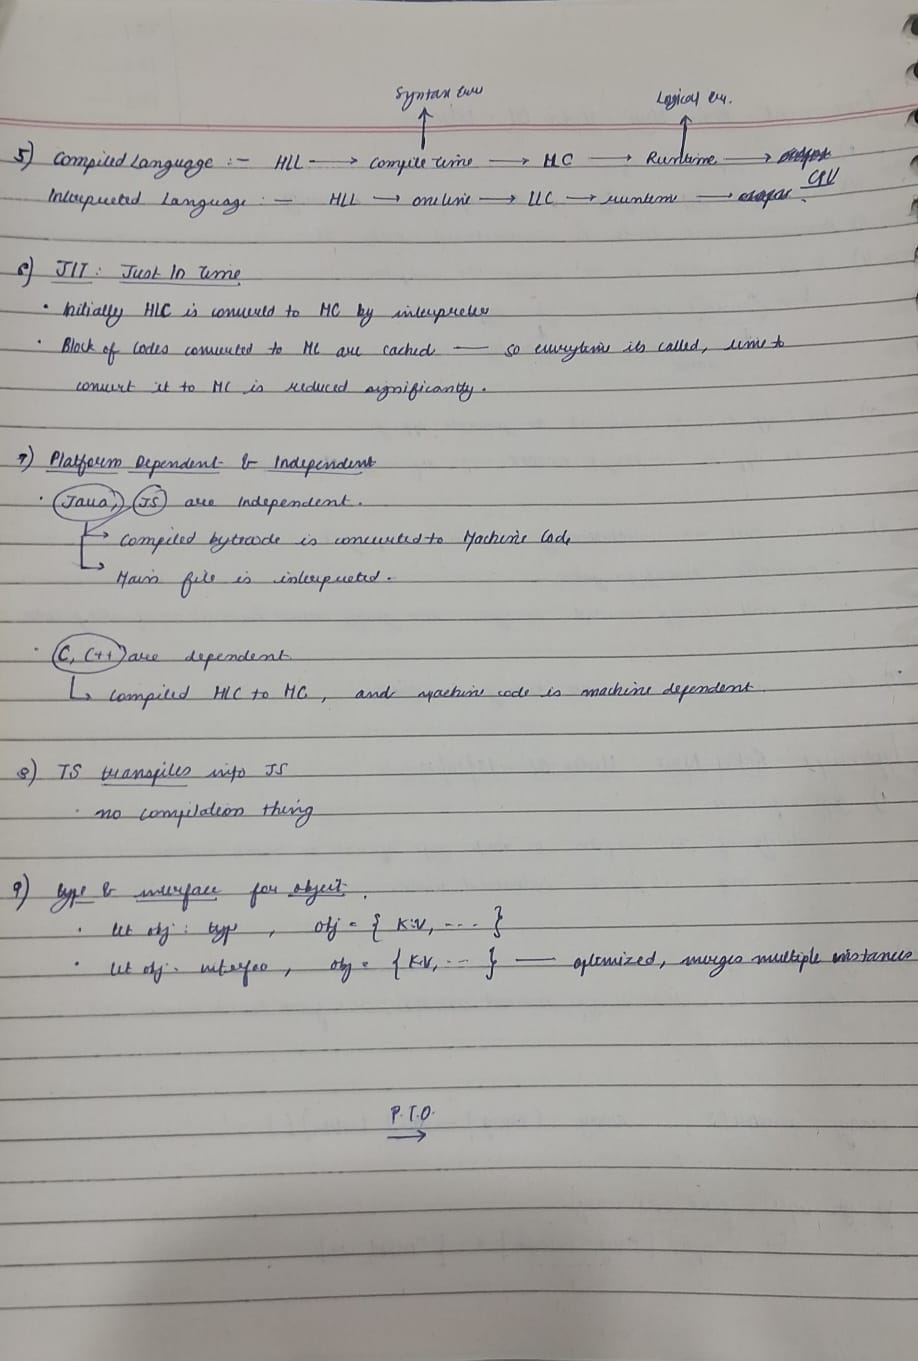 Syntax err
Logical err.
5) Compiled Language :- HLL → Compile time → MC → Runtime →
CPU
Interpreted Language :- HLL → one line → LLC → runtime →
6) JIT : Just In Time
· Initially HLC is converted to MC by interpreter
· Block of codes converted to MC are cached — so everytime its called, time to
convert it to MC is reduced significantly.
7) Platform Dependent & Independent
· Java, JS are independent.
→ Compiled bytecode is converted to Machine Code
→ Main file is interpreted.
· C, C++ are dependent
↳ compiled HLC to MC, and machine code is machine dependent.
8) TS transpiles into JS
· no compilation thing
9) type & interface for object.
· let obj : type, obj = { K:V, --- }
· let obj : interface, obj = { K:V, -- } — optimized, merges multiple instances
P.T.O.
→